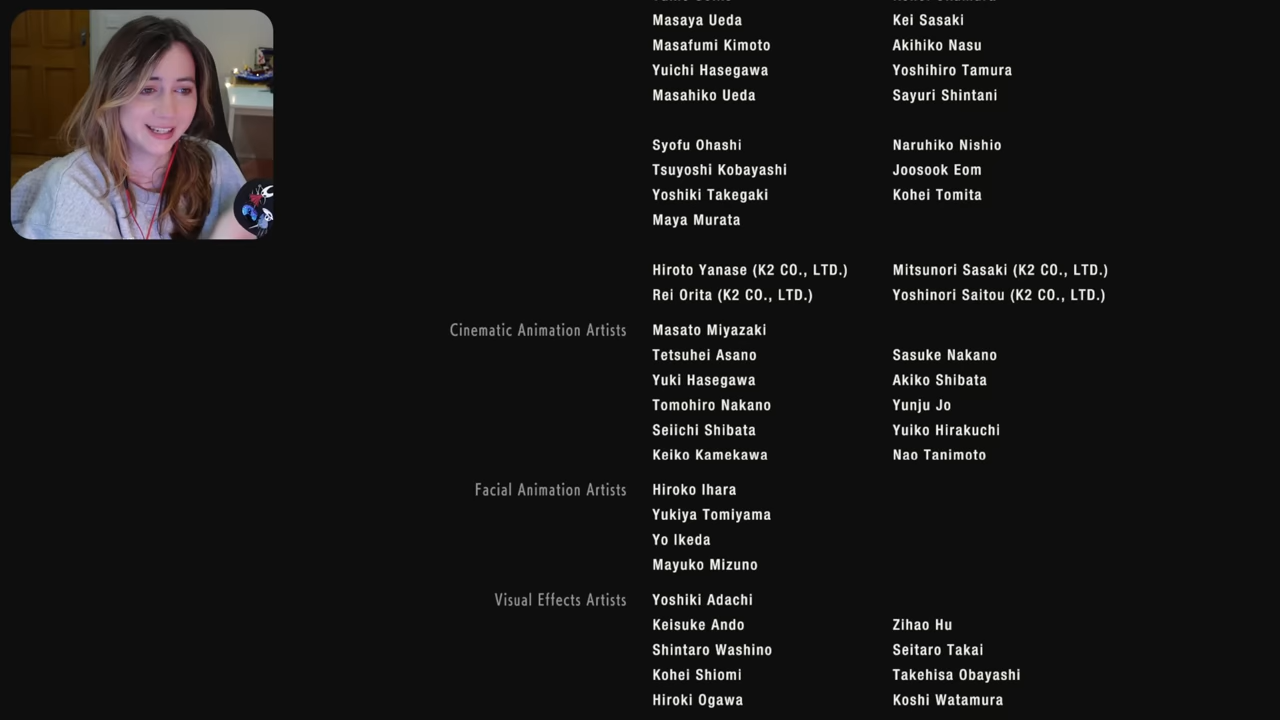 Masaya Ueda Kei Sasaki
Masafumi Kimoto Akihiko Nasu
Yuichi Hasegawa Yoshihiro Tamura
Masahiko Ueda Sayuri Shintani
Syofu Ohashi Naruhiko Nishio
Tsuyoshi Kobayashi Joosook Eom
Yoshiki Takegaki Kohei Tomita
Maya Murata
Hiroto Yanase (K2 CO., LTD.) Mitsunori Sasaki (K2 CO., LTD.)
Rei Orita (K2 CO., LTD.) Yoshinori Saitou (K2 CO., LTD.)
Cinematic Animation Artists Masato Miyazaki
Tetsuhei Asano Sasuke Nakano
Yuki Hasegawa Akiko Shibata
Tomohiro Nakano Yunju Jo
Seiichi Shibata Yuiko Hirakuchi
Keiko Kamekawa Nao Tanimoto
Facial Animation Artists Hiroko Ihara
Yukiya Tomiyama
Yo Ikeda
Mayuko Mizuno
Visual Effects Artists Yoshiki Adachi
Keisuke Ando Zihao Hu
Shintaro Washino Seitaro Takai
Kohei Shiomi Takehisa Obayashi
Hiroki Ogawa Koshi Watamura